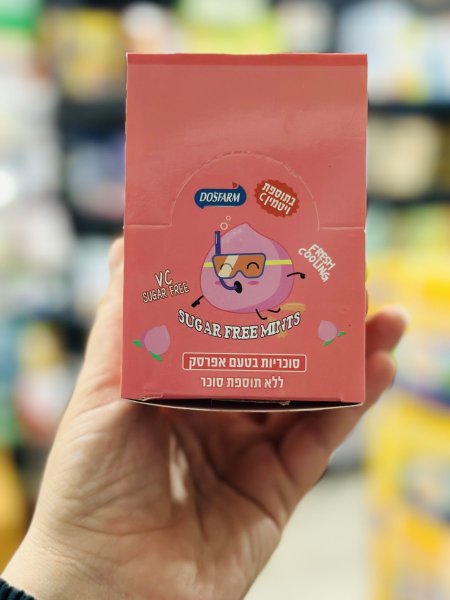 DOSFARM
בתוספת
ויטמין C
FRESH
COOLING
VC
SUGAR FREE
SUGAR FREE MINTS
סוכריות בטעם אפרסק
ללא תוספת סוכר